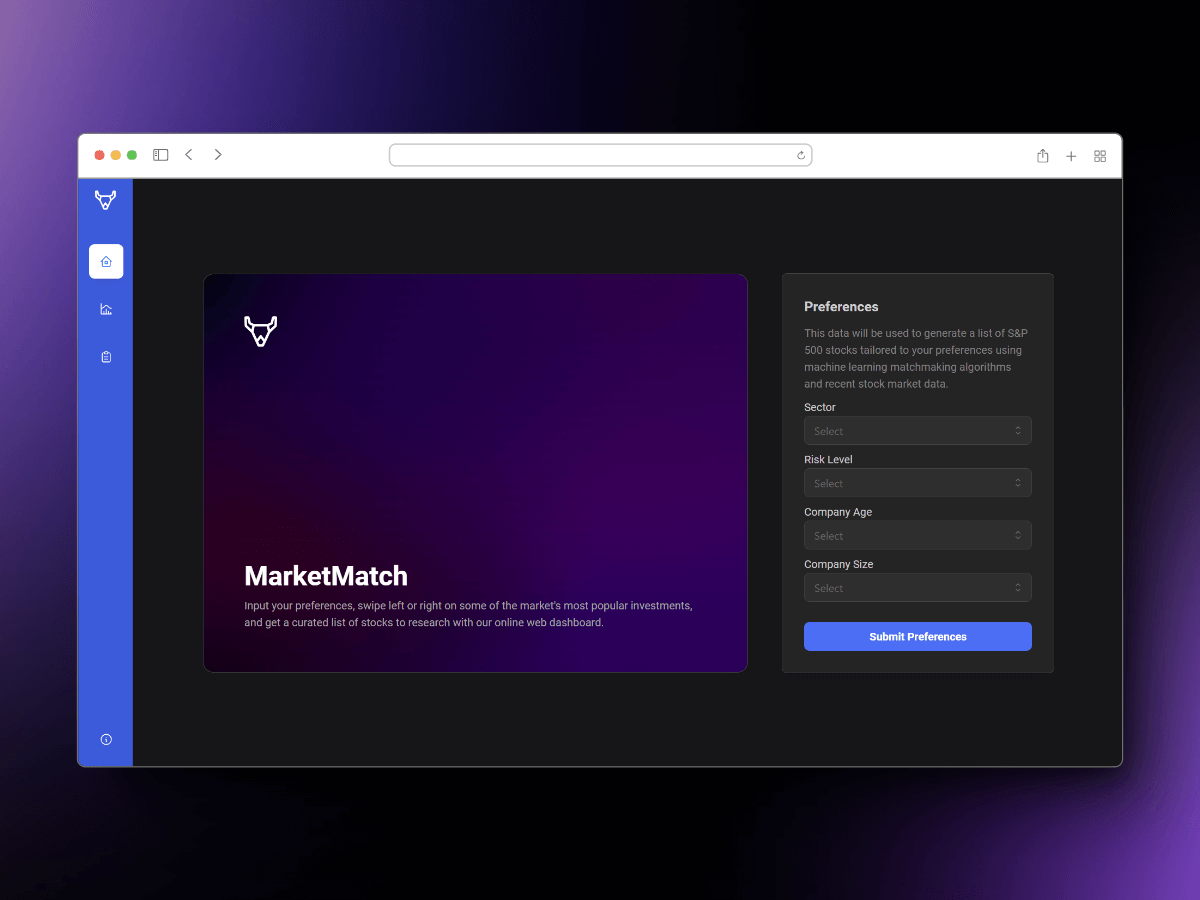 MarketMatch
Input your preferences, swipe left or right on some of the market's most popular investments,
and get a curated list of stocks to research with our online web dashboard.
Preferences
This data will be used to generate a list of S&P
500 stocks tailored to your preferences using
machine learning matchmaking algorithms
and recent stock market data.
Sector
Select
Risk Level
Select
Company Age
Select
Company Size
Select
Submit Preferences